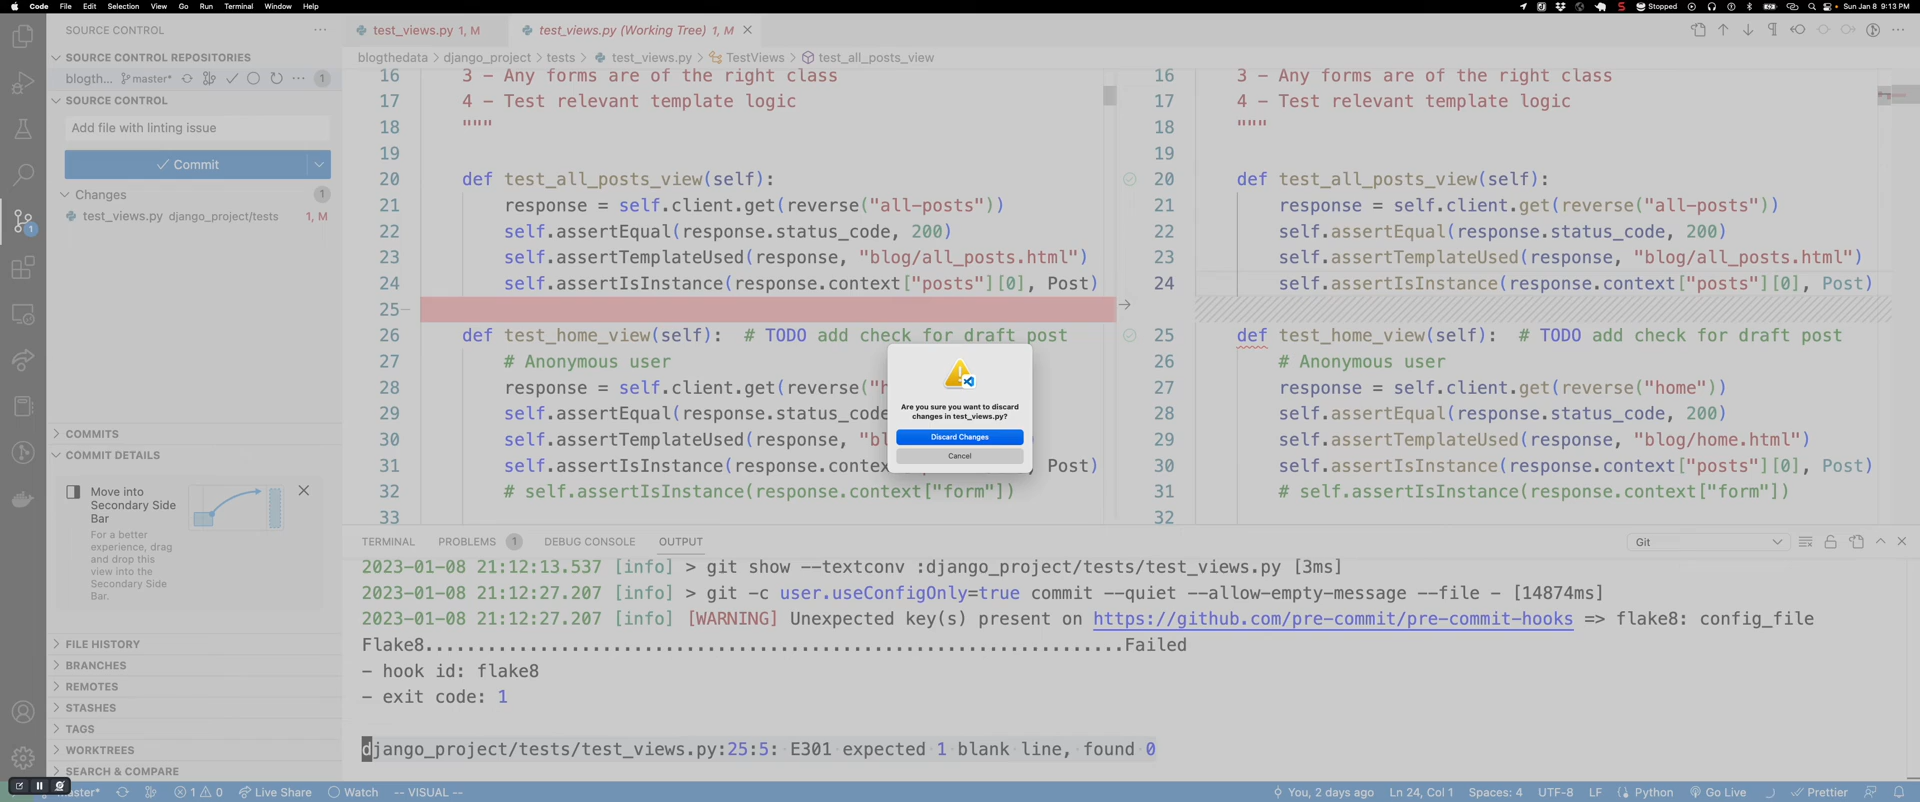 Code File Edit Selection View Go Run Terminal Window Help
Stopped Sun Jan 8 9:13 PM
SOURCE CONTROL
SOURCE CONTROL REPOSITORIES
blogth... master* 1
SOURCE CONTROL
Add file with linting issue
Commit
Changes 1
test_views.py django_project/tests 1, M
COMMITS
COMMIT DETAILS
Move into
Secondary Side
Bar
For a better
experience, drag
and drop this
view into the
Secondary Side
Bar.
FILE HISTORY
BRANCHES
REMOTES
STASHES
TAGS
WORKTREES
SEARCH & COMPARE
test_views.py 1, M
test_views.py (Working Tree) 1, M
blogthedata > django_project > tests > test_views.py > TestViews > test_all_posts_view
16 3 - Any forms are of the right class
17 4 - Test relevant template logic
18 """
19
20 def test_all_posts_view(self):
21 response = self.client.get(reverse("all-posts"))
22 self.assertEqual(response.status_code, 200)
23 self.assertTemplateUsed(response, "blog/all_posts.html")
24 self.assertIsInstance(response.context["posts"][0], Post)
25-
26 def test_home_view(self): # TODO add check for draft post
27 # Anonymous user
28 response = self.client.get(reverse("h
29 self.assertEqual(response.status_code
30 self.assertTemplateUsed(response, "bl
31 self.assertIsInstance(response.contex Post)
32 # self.assertIsInstance(response.context["form"])
33
16 3 - Any forms are of the right class
17 4 - Test relevant template logic
18 """
19
20 def test_all_posts_view(self):
21 response = self.client.get(reverse("all-posts"))
22 self.assertEqual(response.status_code, 200)
23 self.assertTemplateUsed(response, "blog/all_posts.html")
24 self.assertIsInstance(response.context["posts"][0], Post)
25 def test_home_view(self): # TODO add check for draft post
26 # Anonymous user
27 response = self.client.get(reverse("home"))
28 self.assertEqual(response.status_code, 200)
29 self.assertTemplateUsed(response, "blog/home.html")
30 self.assertIsInstance(response.context["posts"][0], Post)
31 # self.assertIsInstance(response.context["form"])
32
Are you sure you want to discard
changes in test_views.py?
Discard Changes
Cancel
TERMINAL PROBLEMS 1 DEBUG CONSOLE OUTPUT Git
2023-01-08 21:12:13.537 [info] > git show --textconv :django_project/tests/test_views.py [3ms]
2023-01-08 21:12:27.207 [info] > git -c user.useConfigOnly=true commit --quiet --allow-empty-message --file - [14874ms]
2023-01-08 21:12:27.207 [info] [WARNING] Unexpected key(s) present on https://github.com/pre-commit/pre-commit-hooks => flake8: config_file
Flake8...................................................................Failed
- hook id: flake8
- exit code: 1
django_project/tests/test_views.py:25:5: E301 expected 1 blank line, found 0
master* 1 0 Live Share Watch -- VISUAL -- You, 2 days ago Ln 24, Col 1 Spaces: 4 UTF-8 LF Python Go Live Prettier